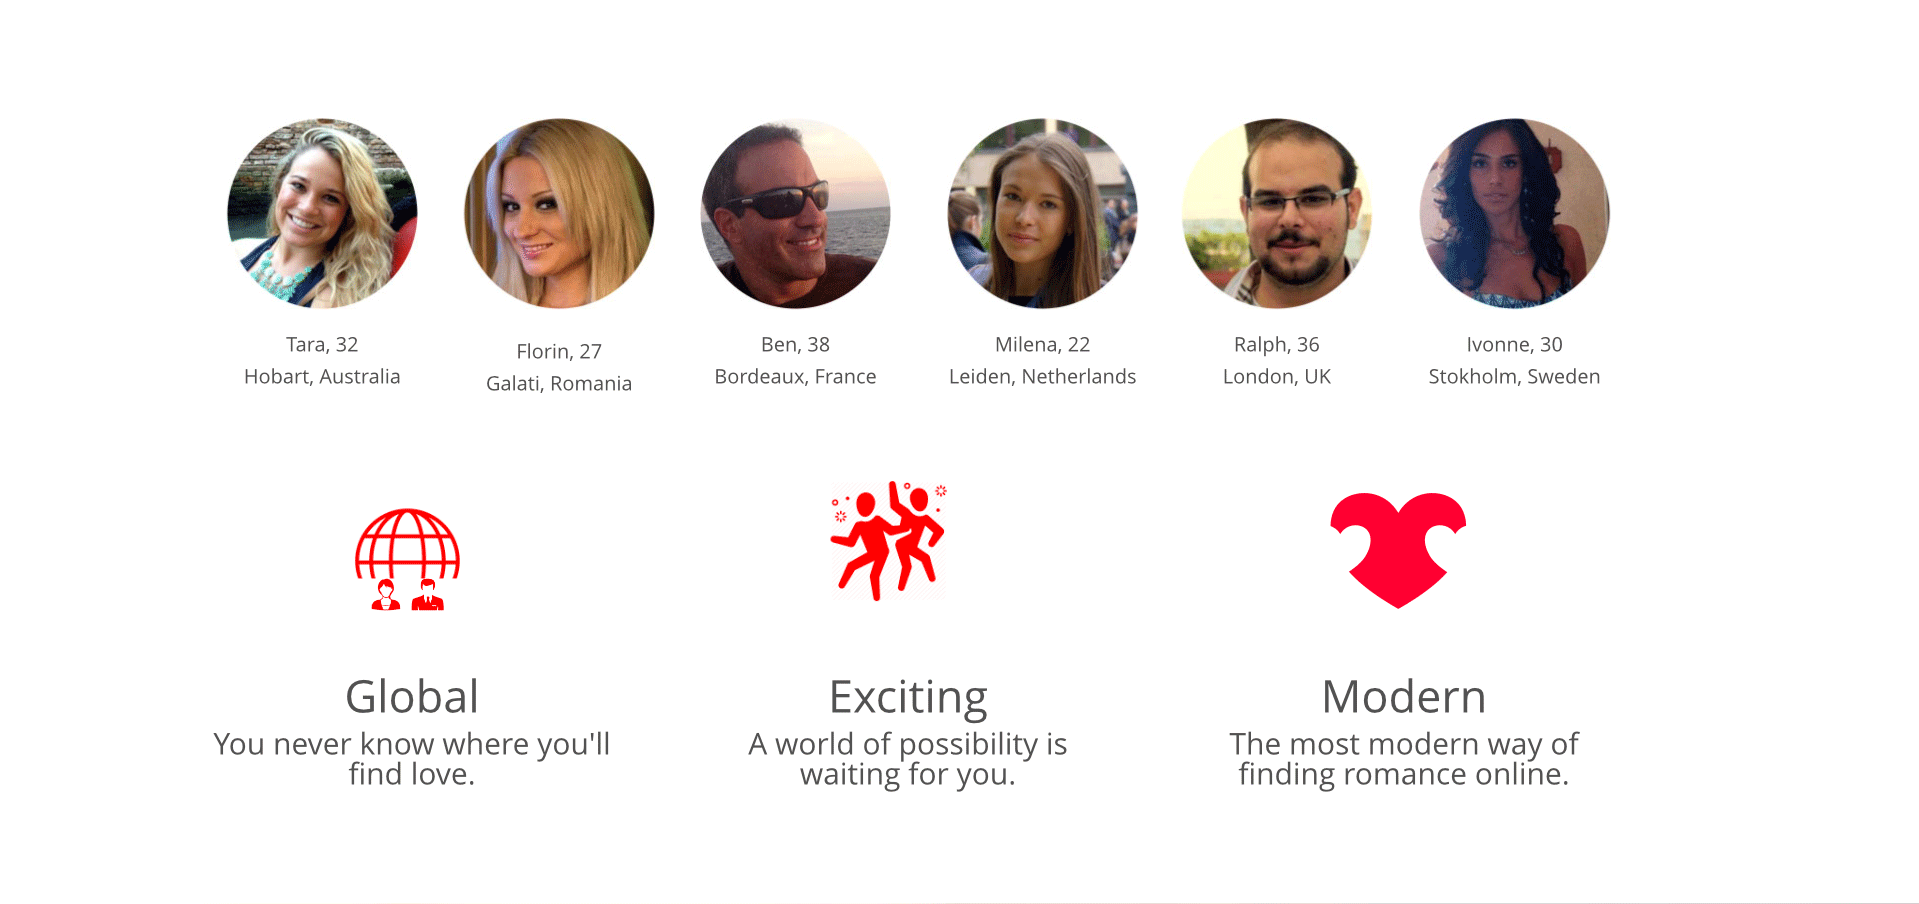 Tara, 32
Hobart, Australia
Florin, 27
Galati, Romania
Ben, 38
Bordeaux, France
Milena, 22
Leiden, Netherlands
Ralph, 36
London, UK
Ivonne, 30
Stokholm, Sweden
Global
You never know where you'll
find love.
Exciting
A world of possibility is
waiting for you.
Modern
The most modern way of
finding romance online.